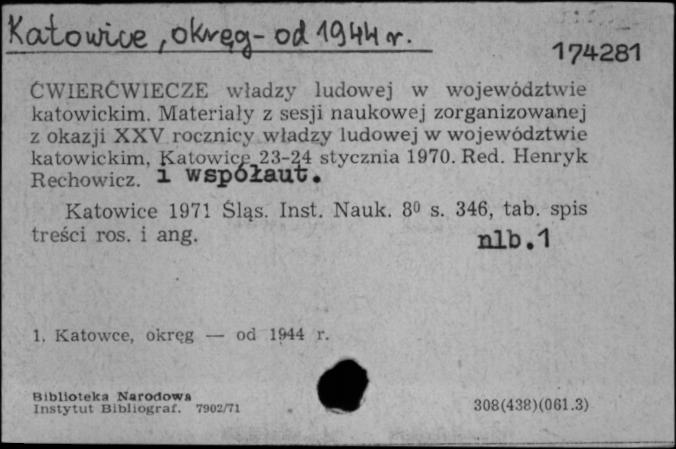 Katowice, okręg - od 1944 r.
174281
ĆWIERĆWIECZE władzy ludowej w województwie
katowickim. Materiały z sesji naukowej zorganizowanej
z okazji XXV rocznicy władzy ludowej w województwie
katowickim, Katowice 23-24 stycznia 1970. Red. Henryk
Rechowicz. i współaut.
Katowice 1971 Śląs. Inst. Nauk. 8⁰ s. 346, tab. spis
treści ros. i ang.
nlb.1
1. Katowce, okręg — od 1944 r.
Biblioteka Narodowa
Instytut Bibliograf. 7902/71
308(438)(061.3)